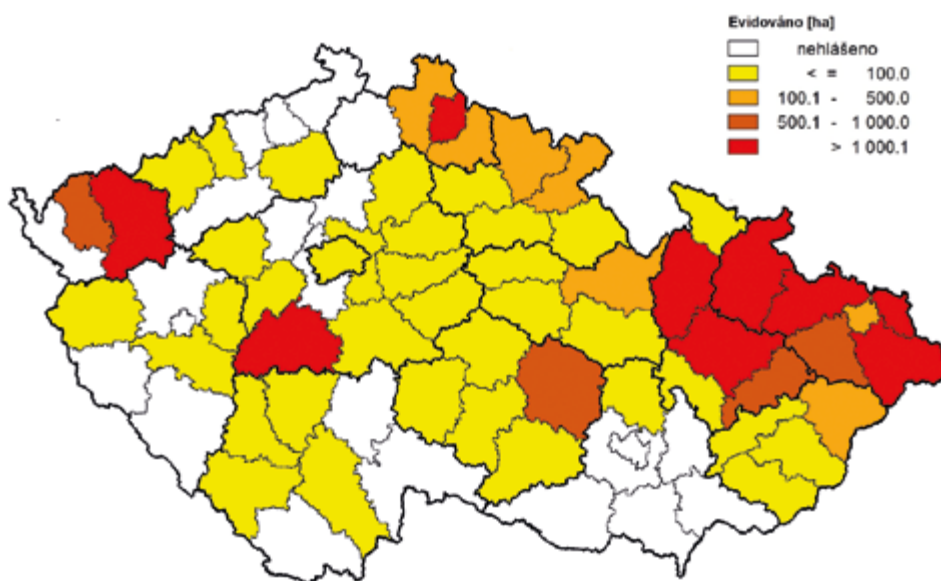 Evidováno [ha]
nehlášeno
< = 100.0
100.1 - 500.0
500.1 - 1 000.0
> 1 000.1